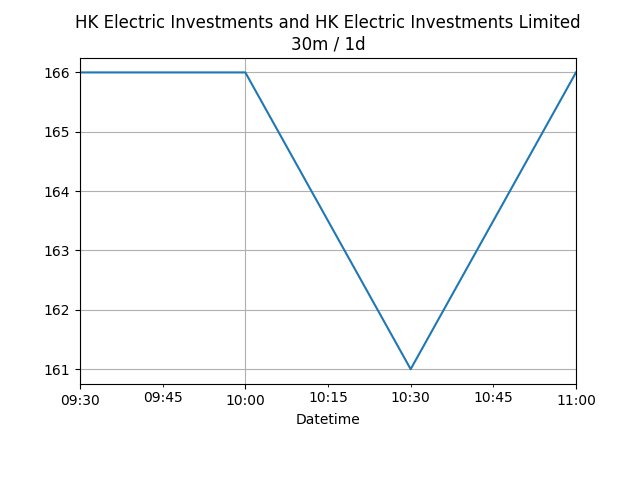 HK Electric Investments and HK Electric Investments Limited
30m / 1d
166
165
164
163
162
161
09:30 09:45 10:00 10:15 10:30 10:45 11:00
Datetime